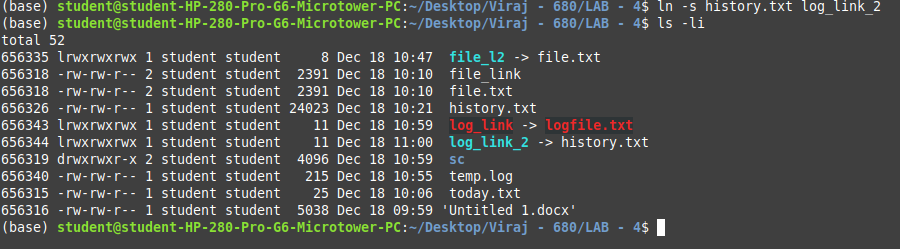 (base) student@student-HP-280-Pro-G6-Microtower-PC:~/Desktop/Viraj - 680/LAB - 4$ ln -s history.txt log_link_2
(base) student@student-HP-280-Pro-G6-Microtower-PC:~/Desktop/Viraj - 680/LAB - 4$ ls -li
total 52
656335 lrwxrwxrwx 1 student student     8 Dec 18 10:47  file_l2 -> file.txt
656318 -rw-rw-r-- 2 student student  2391 Dec 18 10:10  file_link
656318 -rw-rw-r-- 2 student student  2391 Dec 18 10:10  file.txt
656326 -rw-rw-r-- 1 student student 24023 Dec 18 10:21  history.txt
656343 lrwxrwxrwx 1 student student    11 Dec 18 10:59  log_link -> logfile.txt
656344 lrwxrwxrwx 1 student student    11 Dec 18 11:00  log_link_2 -> history.txt
656319 drwxrwxr-x 2 student student  4096 Dec 18 10:59  sc
656340 -rw-rw-r-- 1 student student   215 Dec 18 10:55  temp.log
656315 -rw-rw-r-- 1 student student    25 Dec 18 10:06  today.txt
656316 -rw-rw-r-- 1 student student  5038 Dec 18 09:59 'Untitled 1.docx'
(base) student@student-HP-280-Pro-G6-Microtower-PC:~/Desktop/Viraj - 680/LAB - 4$